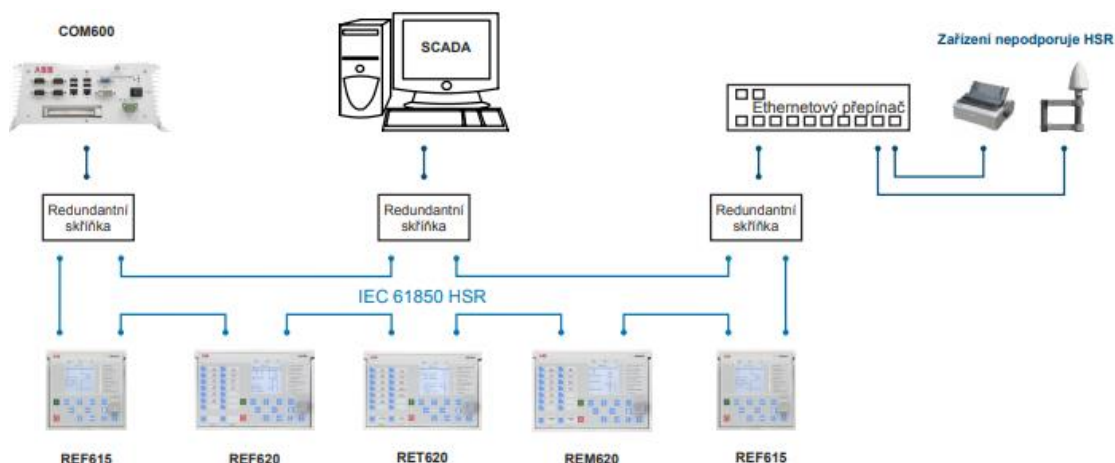 COM600
SCADA
Zařízení nepodporuje HSR
ABB
Ethernetový přepínač
Redundantní
skříňka
Redundantní
skříňka
Redundantní
skříňka
IEC 61850 HSR
REF615
REF620
RET620
REM620
REF615